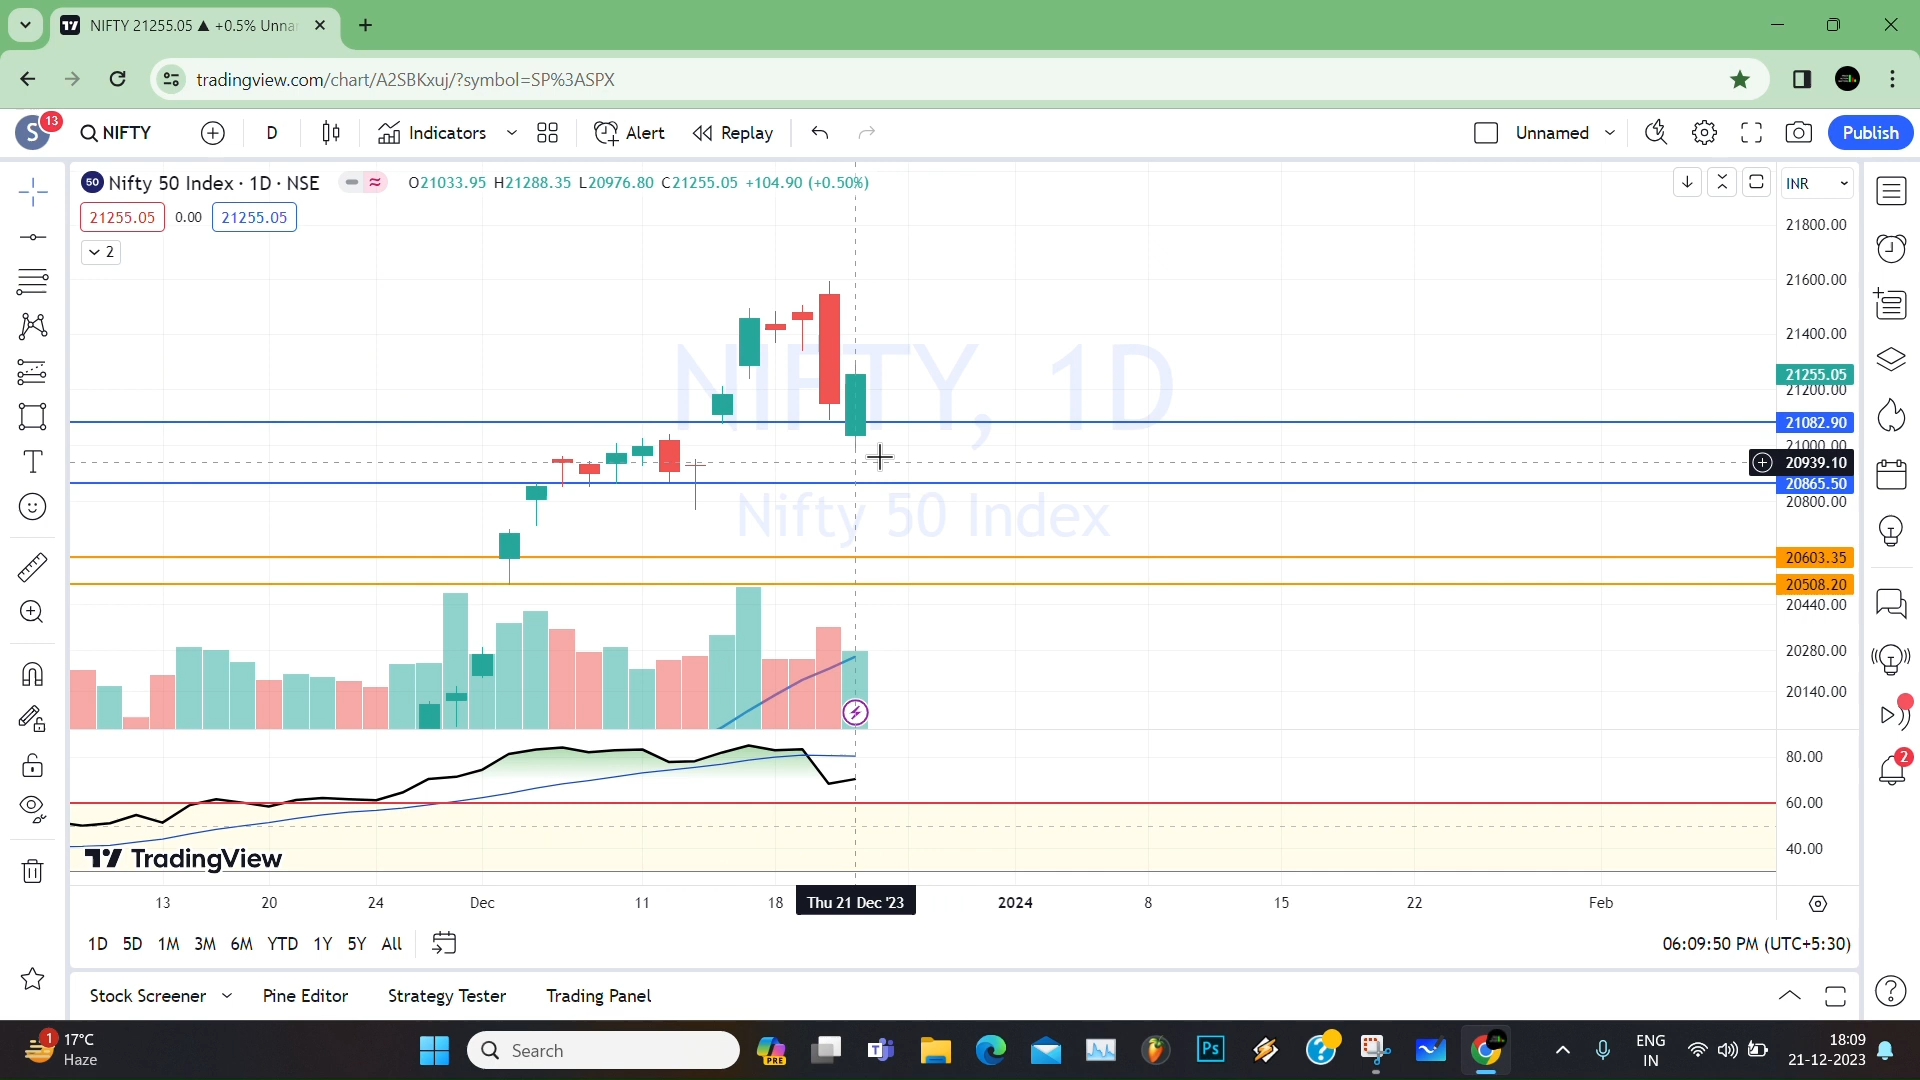 NIFTY 21255.05 ▲ +0.5% Unna
tradingview.com/chart/A2SBKxuj/?symbol=SP%3ASPX
S 13 NIFTY D Indicators Alert Replay Unnamed Publish
50 Nifty 50 Index · 1D · NSE O21033.95 H21288.35 L20976.80 C21255.05 +104.90 (+0.50%) INR
21255.05 0.00 21255.05
2
NIFTY, 1D
Nifty 50 Index
21800.00
21600.00
21400.00
21255.05
21200.00
21082.90
21000.00
20939.10
20865.50
20800.00
20603.35
20508.20
20440.00
20280.00
20140.00
80.00
60.00
40.00
2
TradingView
13 20 24 Dec 11 18 Thu 21 Dec '23 2024 8 15 22 Feb
1D 5D 1M 3M 6M YTD 1Y 5Y All 06:09:50 PM (UTC+5:30)
Stock Screener Pine Editor Strategy Tester Trading Panel
1 17°C
Haze
Search
PRE
Ps
ENG
IN
18:09
21-12-2023